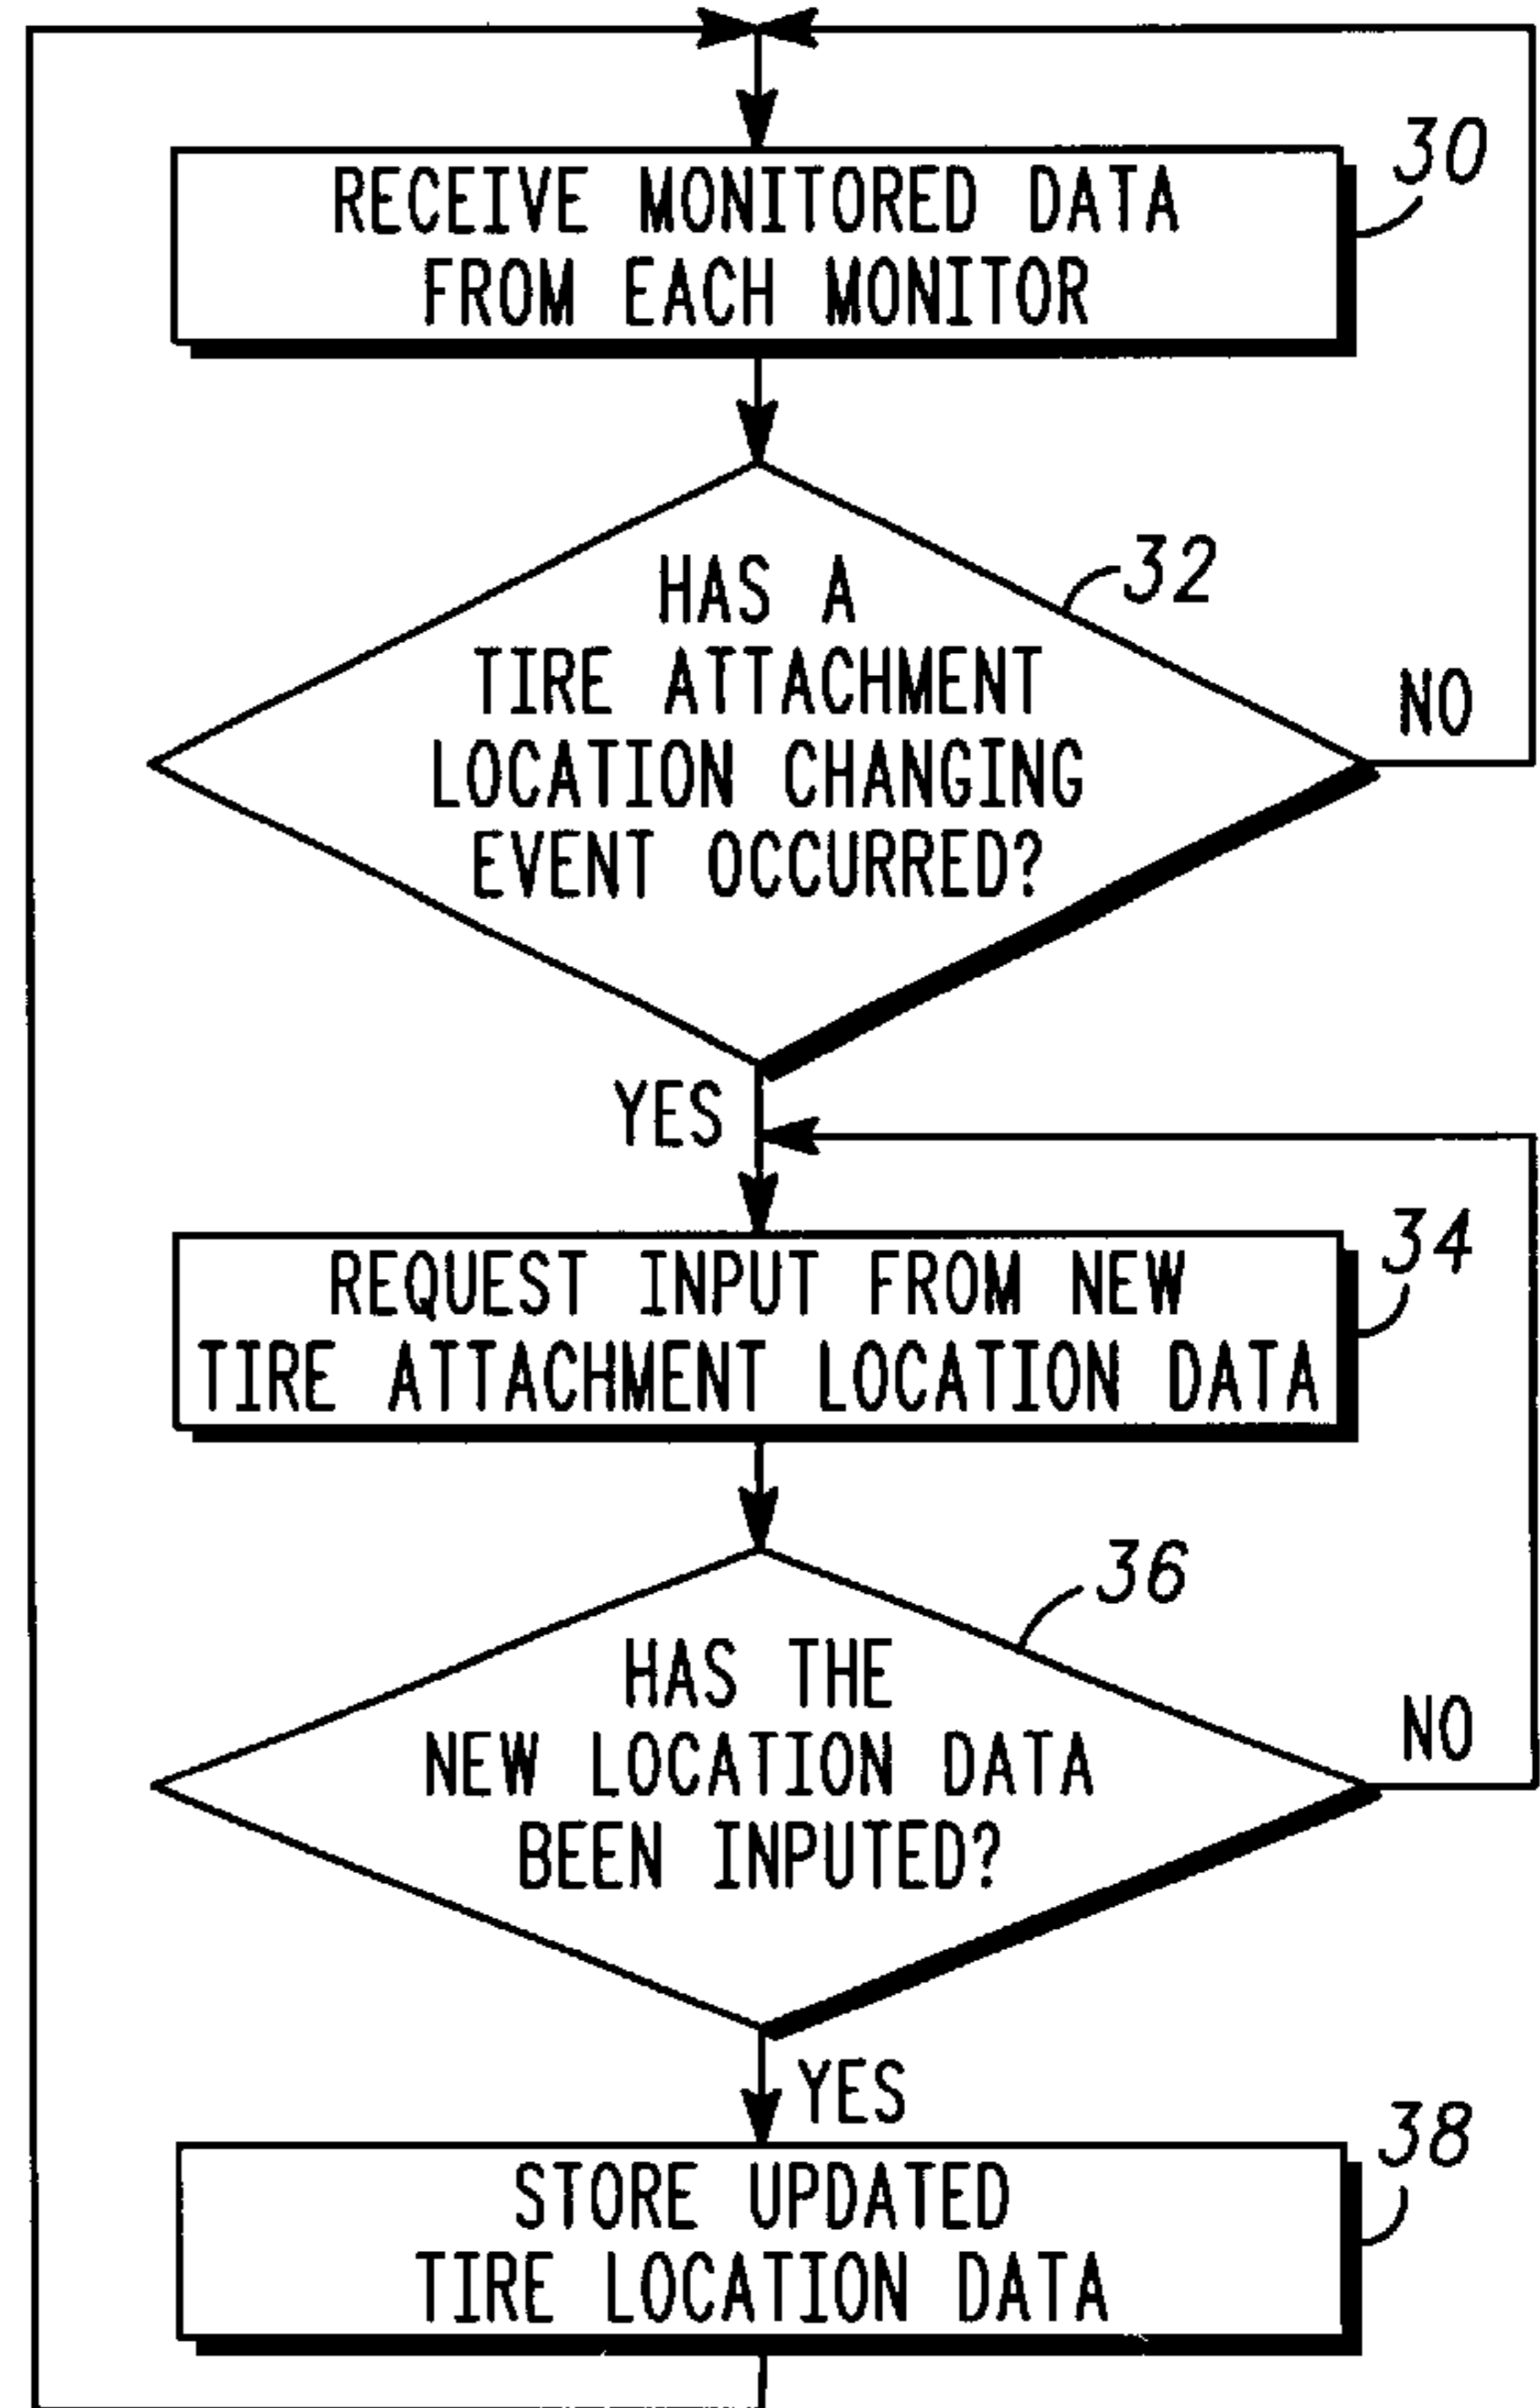 30
RECEIVE MONITORED DATA
FROM EACH MONITOR
32
HAS A
TIRE ATTACHMENT
LOCATION CHANGING
EVENT OCCURRED?
NO
YES
34
REQUEST INPUT FROM NEW
TIRE ATTACHMENT LOCATION DATA
36
HAS THE
NEW LOCATION DATA
BEEN INPUTED?
NO
YES
38
STORE UPDATED
TIRE LOCATION DATA